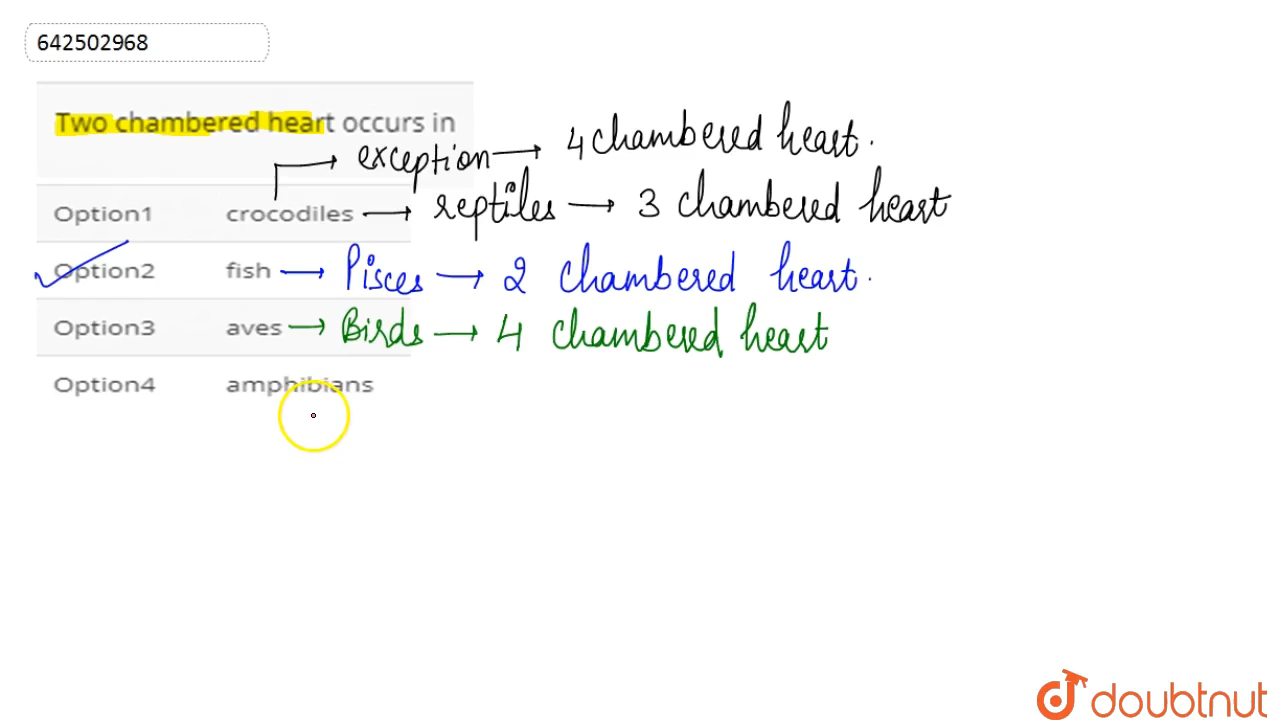 642502968
Two chambered heart occurs in
exception → 4 chambered heart.
Option1 crocodiles → reptiles → 3 chambered heart
Option2 fish → Pisces → 2 chambered heart.
Option3 aves → Birds → 4 chambered heart
Option4 amphibians
doubtnut